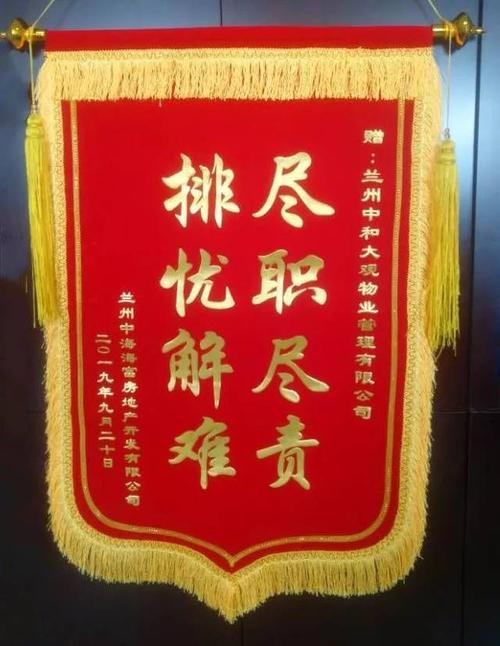 赠:兰州中和大观物业管理有限公司
尽职尽责
排忧解难
兰州中海海富房地产开发有限公司
二〇一九年九月二十日